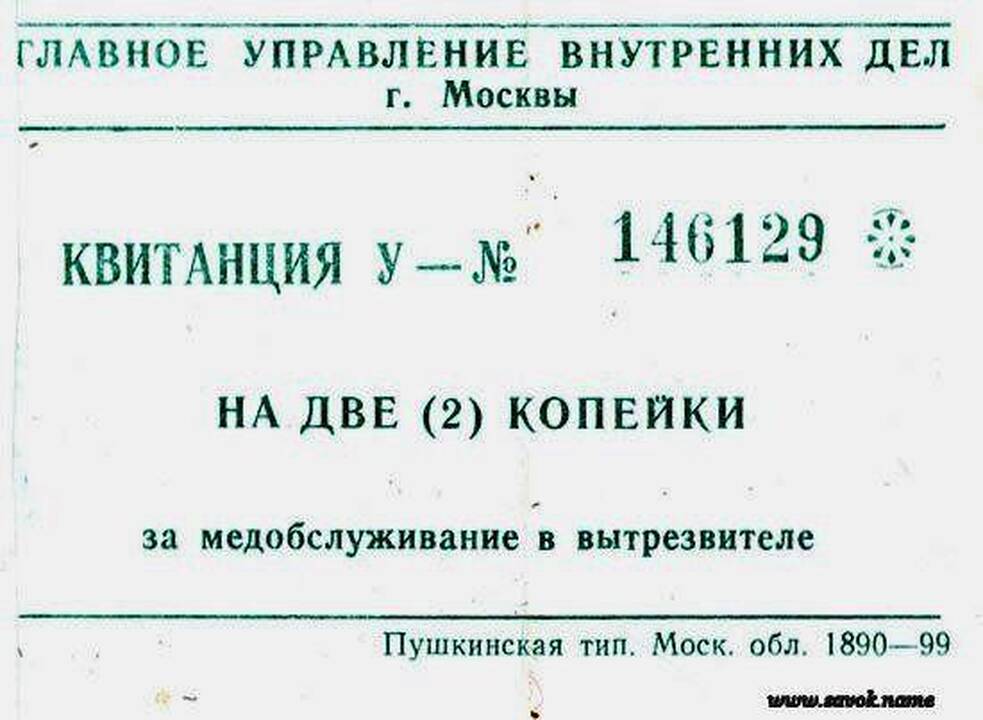 ГЛАВНОЕ УПРАВЛЕНИЕ ВНУТРЕННИХ ДЕЛ
г. Москвы
КВИТАНЦИЯ У — № 146129
НА ДВЕ (2) КОПЕЙКИ
за медобслуживание в вытрезвителе
Пушкинская тип. Моск. обл. 1890—99
www.savok.name